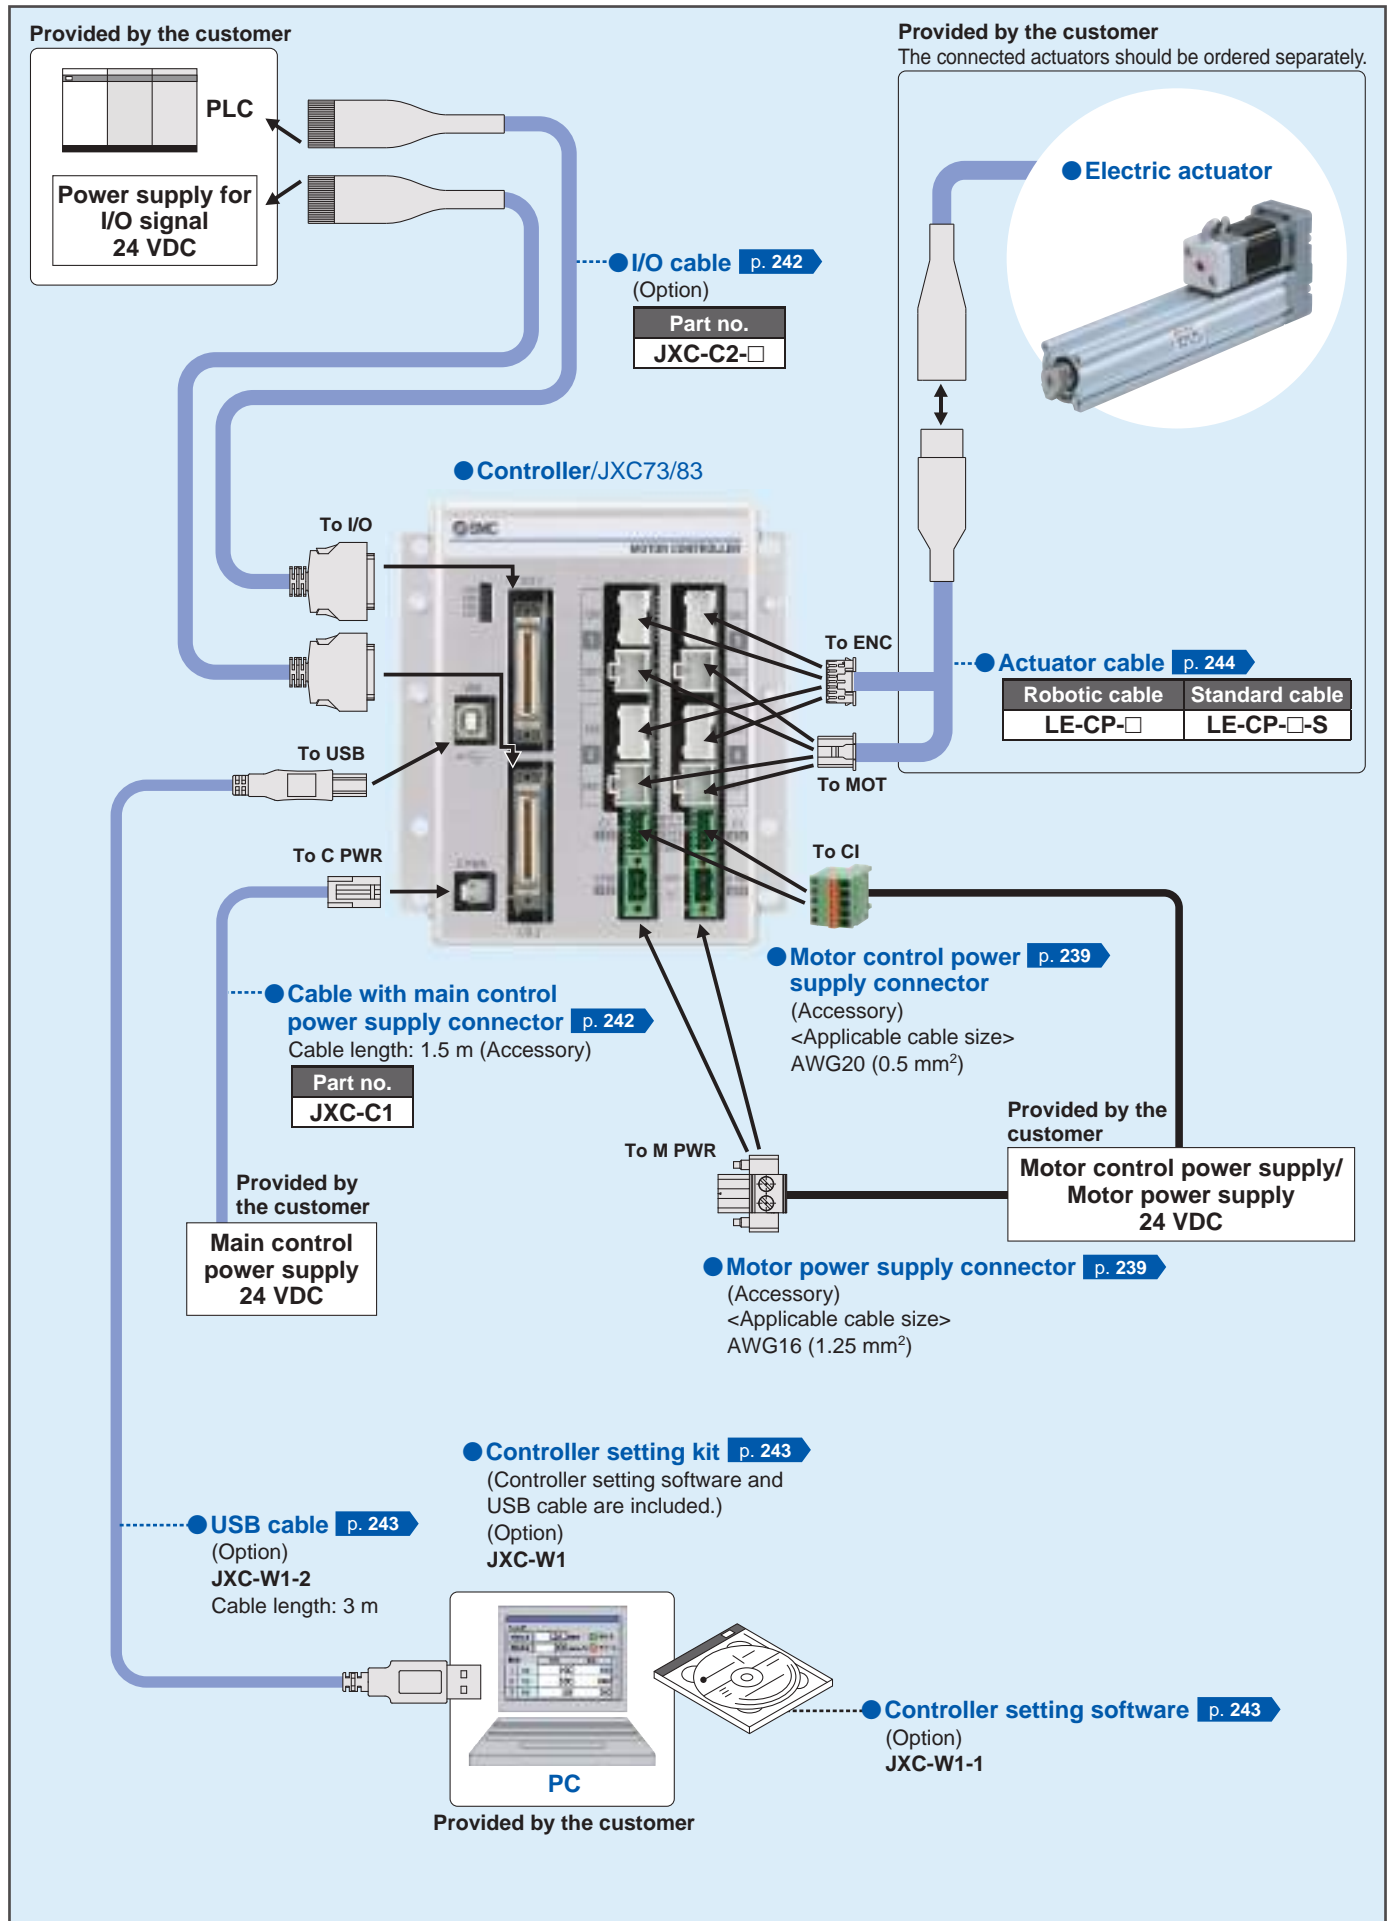 Provided by the customer
PLC
Power supply for
I/O signal
24 VDC
Provided by the customer
The connected actuators should be ordered separately.
Electric actuator
I/O cable p. 242
(Option)
Part no.
JXC-C2-□
Controller/JXC73/83
To I/O
SMC
MOTOR CONTROLLER
To ENC
Actuator cable p. 244
Robotic cable Standard cable
LE-CP-□ LE-CP-□-S
To USB
To MOT
To C PWR
To CI
Motor control power p. 239
supply connector
(Accessory)
<Applicable cable size>
AWG20 (0.5 mm²)
Cable with main control
power supply connector p. 242
Cable length: 1.5 m (Accessory)
Part no.
JXC-C1
Provided by the
customer
To M PWR
Motor control power supply/
Motor power supply
24 VDC
Provided by
the customer
Main control
power supply
24 VDC
Motor power supply connector p. 239
(Accessory)
<Applicable cable size>
AWG16 (1.25 mm²)
Controller setting kit p. 243
(Controller setting software and
USB cable are included.)
(Option)
JXC-W1
USB cable p. 243
(Option)
JXC-W1-2
Cable length: 3 m
Controller setting software p. 243
(Option)
JXC-W1-1
PC
Provided by the customer